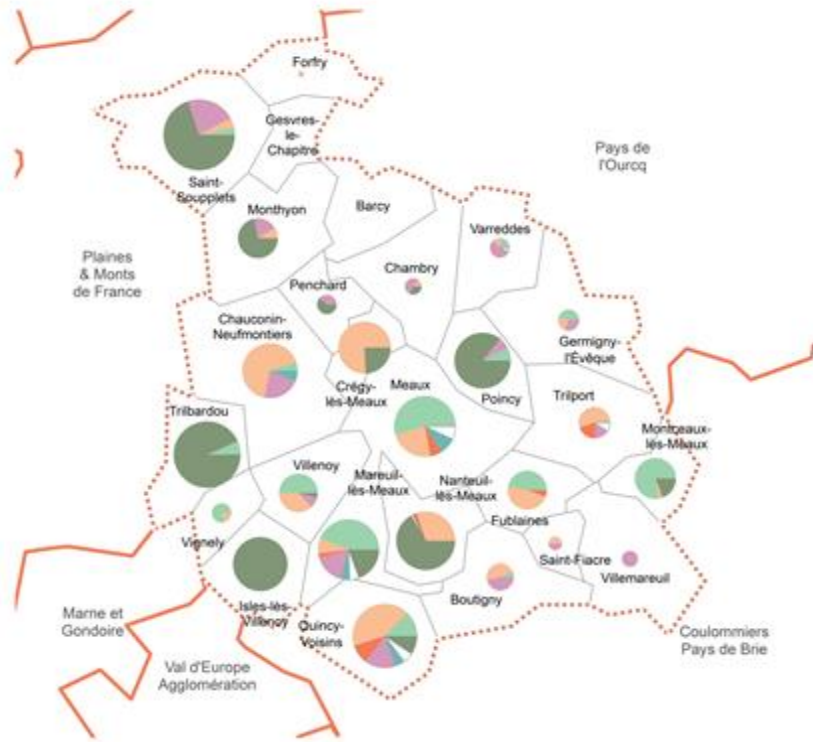 Forfry
Gesvres-
le-
Chapitre
Pays de
l'Ourcq
Saint-
Soupplets
Monthyon
Barcy
Varreddes
Plaines
& Monts
de France
Chambry
Penchard
Chauconin-
Neufmontiers
Germigny-
l'Évêque
Crégy-
lès-Meaux
Meaux
Poincy
Trilport
Trilbardou
Montceaux-
lès-Meaux
Villenoy
Mareuil-
lès-Meaux
Nanteuil-
lès-Meaux
Fublaines
Vignely
Saint-Fiacre
Villemareuil
Isles-lès-
Villenoy
Quincy-
Voisins
Boutigny
Marne et
Gondoire
Coulommiers
Pays de Brie
Val d'Europe
Agglomération